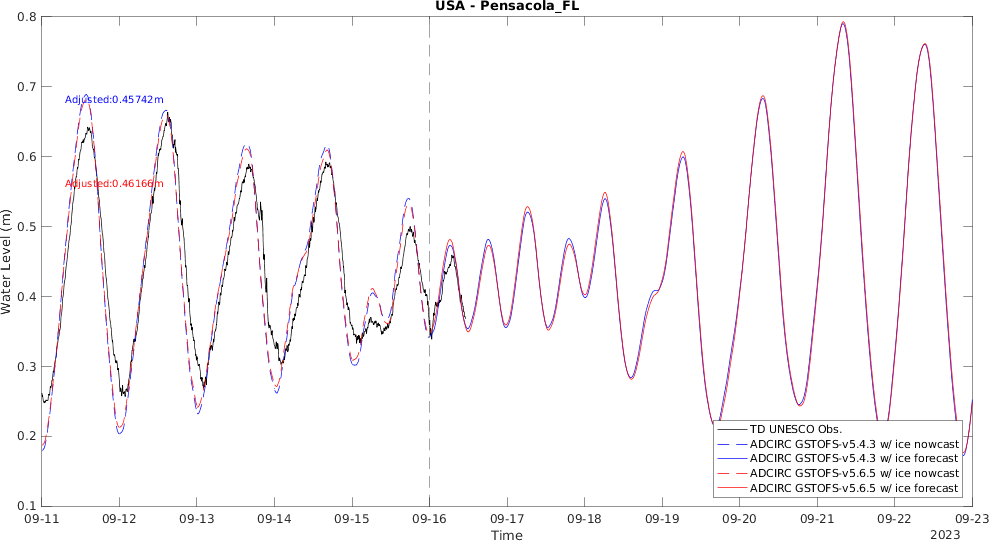 USA - Pensacola_FL
0.8
0.7
0.6
0.5
0.4
0.3
0.2
0.1
Water Level (m)
Adjusted:0.45742m
Adjusted:0.46166m
TD UNESCO Obs.
ADCIRC GSTOFS-v5.4.3 w/ ice nowcast
ADCIRC GSTOFS-v5.4.3 w/ ice forecast
ADCIRC GSTOFS-v5.6.5 w/ ice nowcast
ADCIRC GSTOFS-v5.6.5 w/ ice forecast
09-11 09-12 09-13 09-14 09-15 09-16 09-17 09-18 09-19 09-20 09-21 09-22 09-23
Time
2023